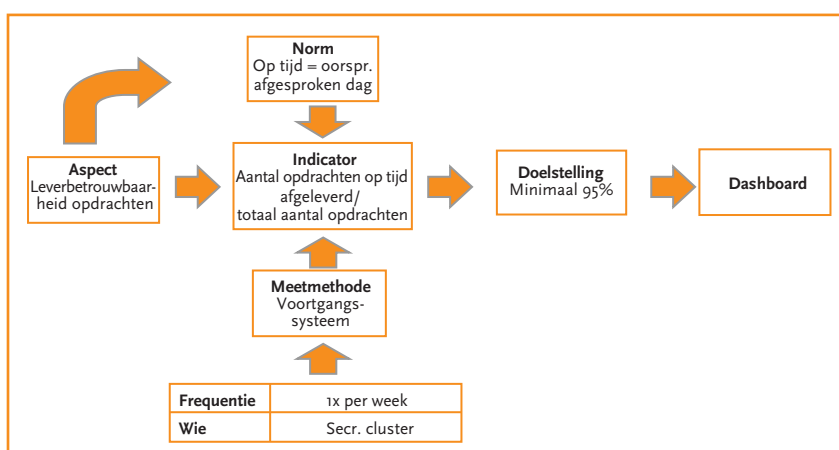 Norm
Op tijd = oorspr.
afgesproken dag
Aspect
Leverbetrouwbaar-
heid opdrachten
Indicator
Aantal opdrachten op tijd
afgeleverd/
totaal aantal opdrachten
Doelstelling
Minimaal 95%
Dashboard
Meetmethode
Voortgangs-
systeem
Frequentie 1x per week
Wie Secr. cluster